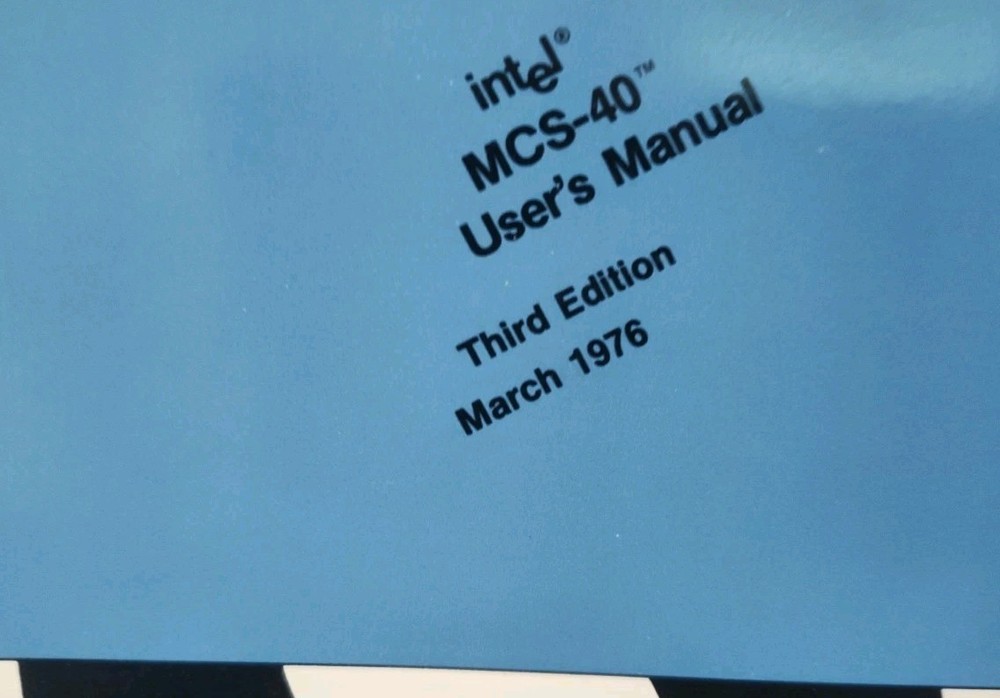 intel®
MCS-40™
User's Manual
Third Edition
March 1976